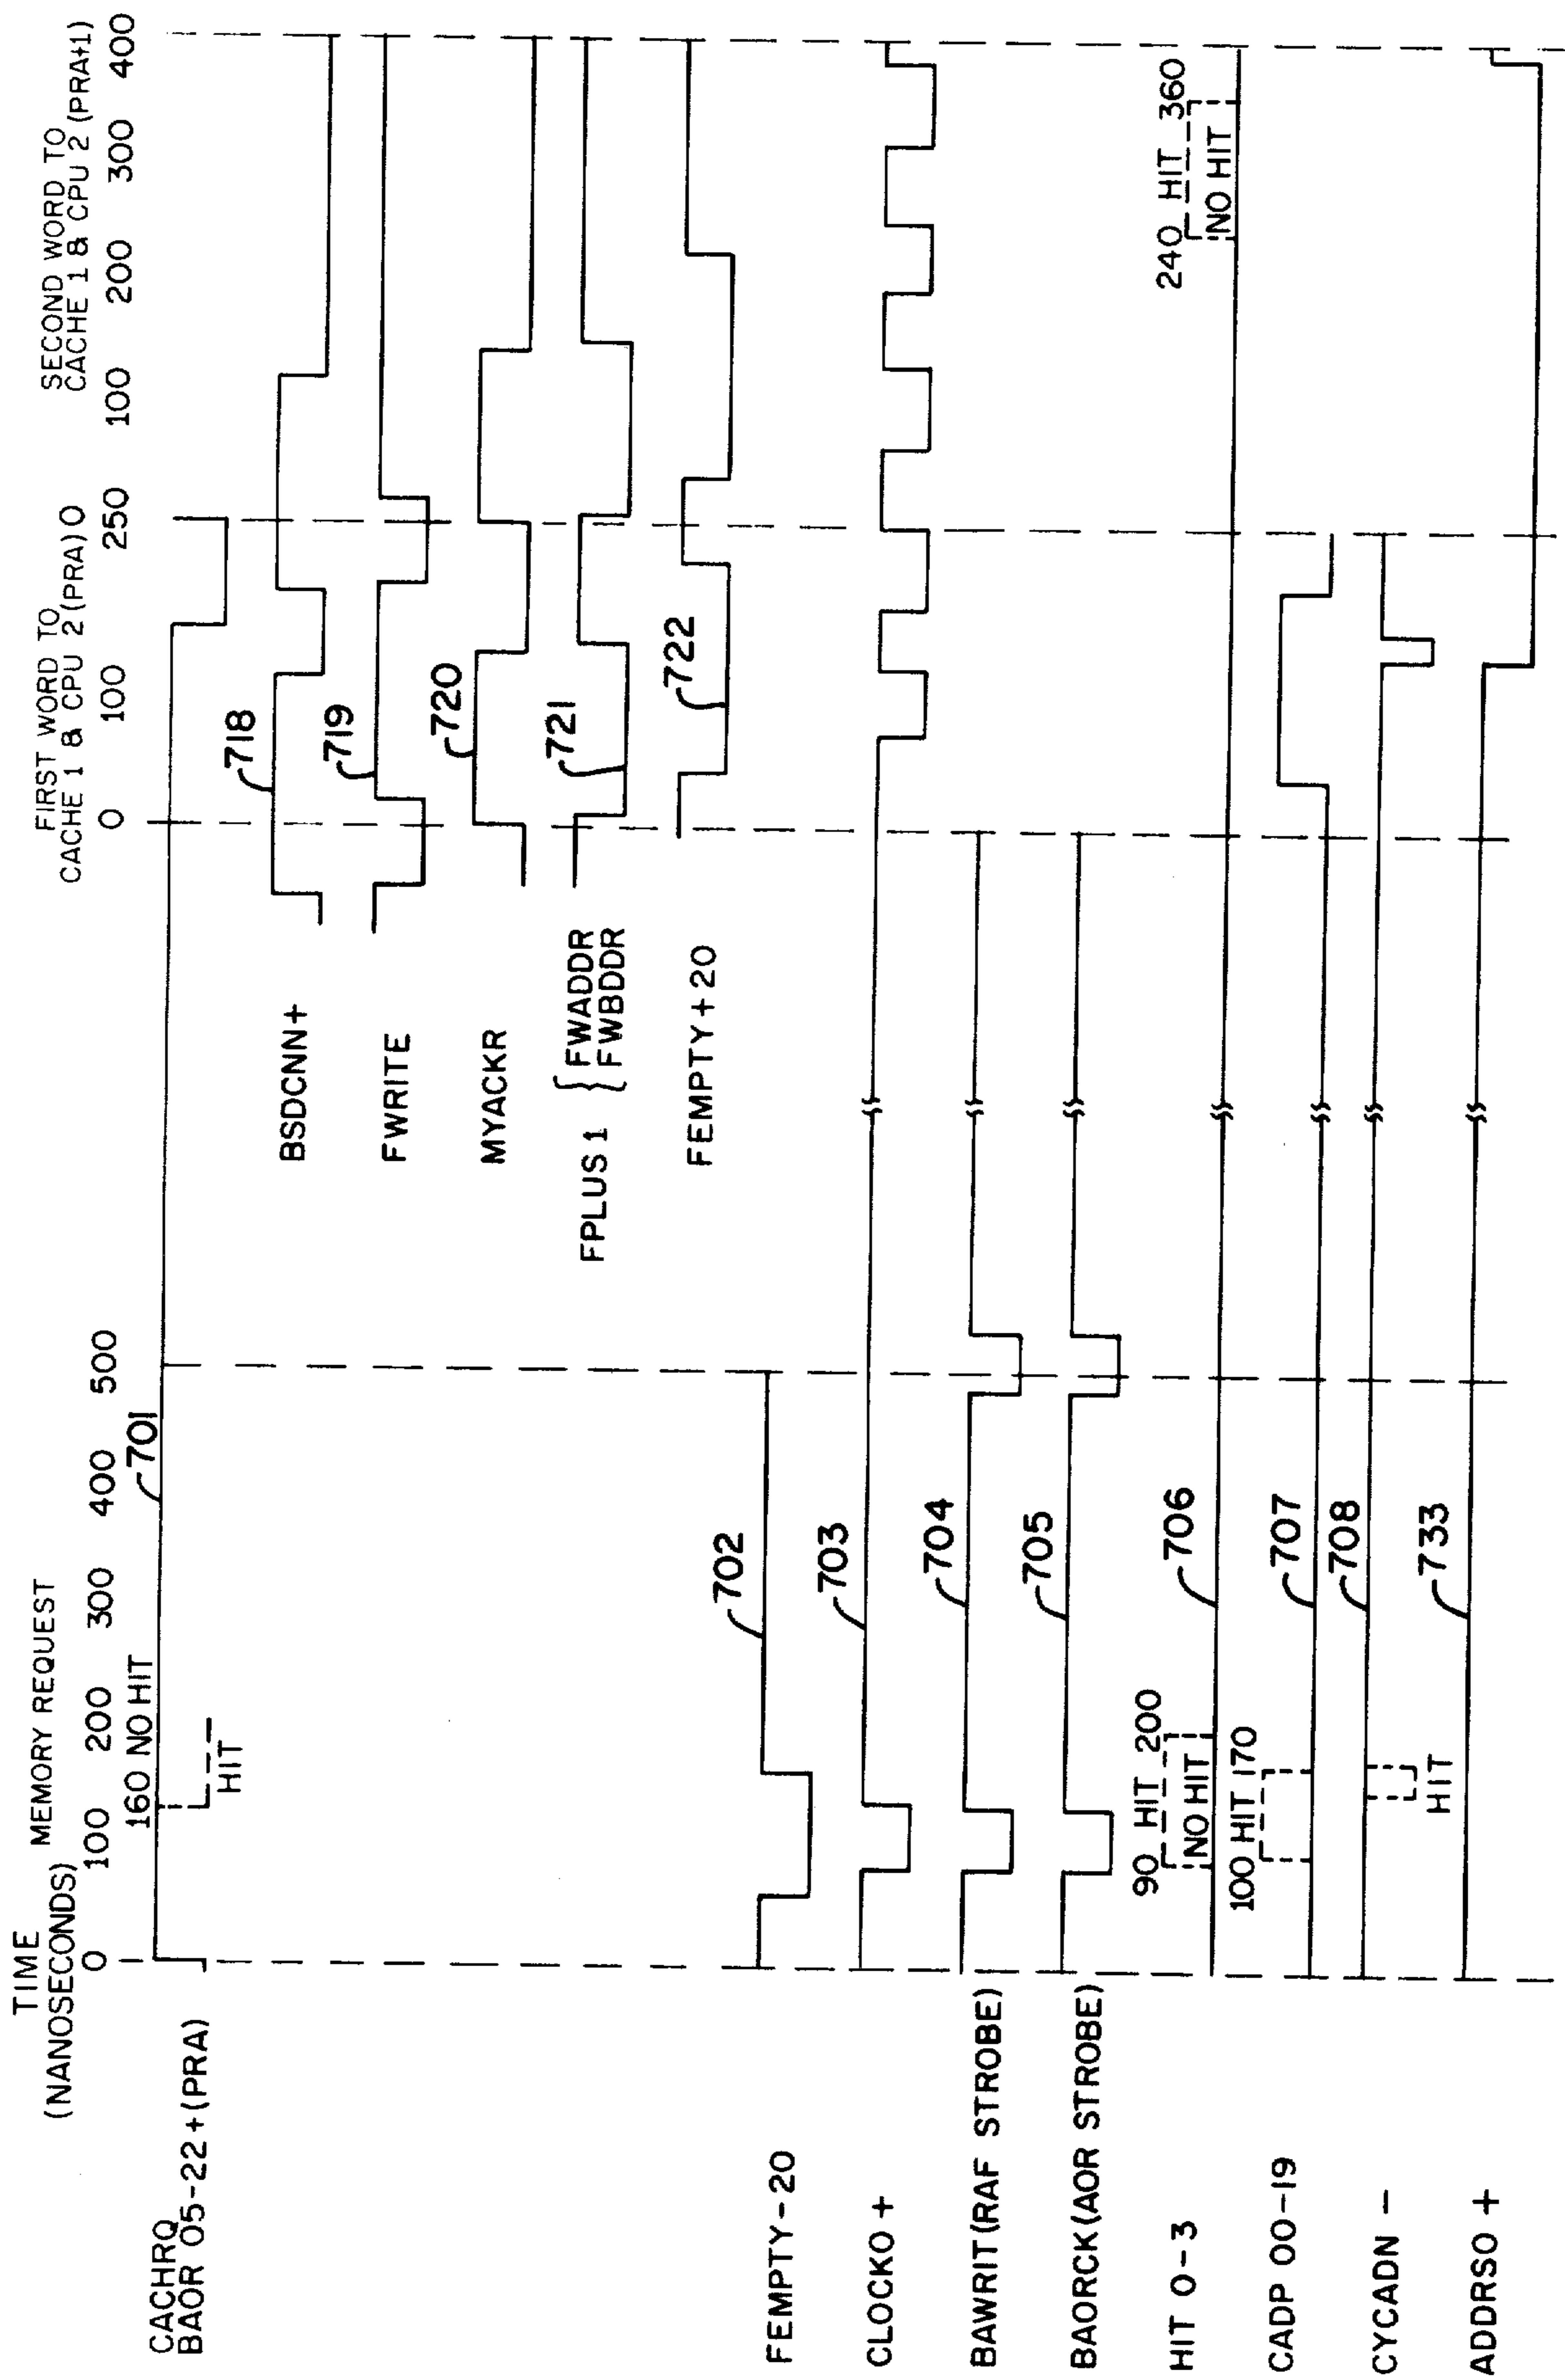 TIME
(NANOSECONDS)
MEMORY REQUEST
0 100 200 300 400 500
FIRST WORD TO
CACHE 1 & CPU 2 (PRA)
0 100 250
SECOND WORD TO
CACHE 1 & CPU 2 (PRA+1)
0
100 200 300 400
CACHRQ
BAOR 05-22+(PRA)
160 NO HIT
HIT
701
BSDCNN+
718
FWRITE
719
MYACKR
720
FPLUS 1 { FWADDR
{ FWBDDR
721
FEMPTY+20
722
FEMPTY-20
702
CLOCKO +
703
BAWRIT (RAF STROBE)
704
BAORCK (AOR STROBE)
705
HIT 0-3
90 HIT 200
NO HIT
706
240 HIT 360
NO HIT
CADP 00-19
100 HIT 170
707
CYCADN -
HIT
708
ADDRSO +
733